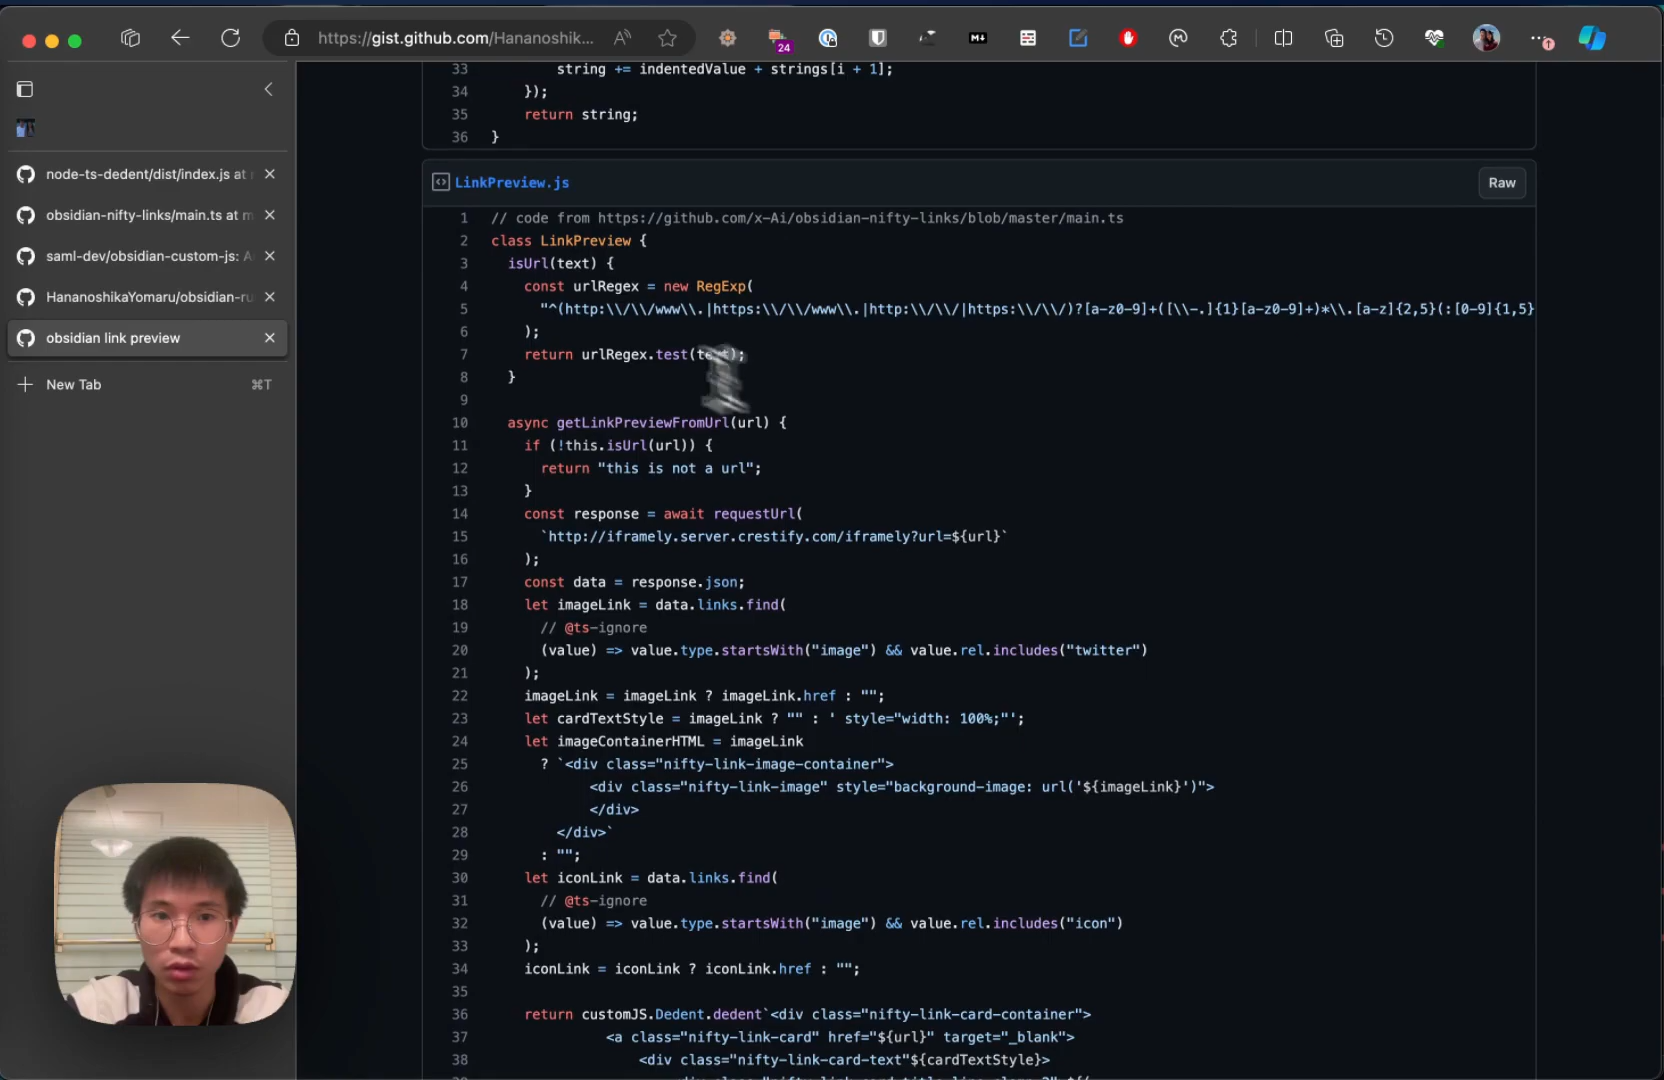 https://gist.github.com/Hananoshik...
24
node-ts-dedent/dist/index.js at
obsidian-nifty-links/main.ts at m
saml-dev/obsidian-custom-js: A
HananoshikaYomaru/obsidian-ru
obsidian link preview
New Tab ⌘T
33 string += indentedValue + strings[i + 1];
34 });
35 return string;
36 }
LinkPreview.js Raw
1 // code from https://github.com/x-Ai/obsidian-nifty-links/blob/master/main.ts
2 class LinkPreview {
3 isUrl(text) {
4 const urlRegex = new RegExp(
5 "^(http:\\/\\/www\\.|https:\\/\\/www\\.|http:\\/\\/|https:\\/\\/)?[a-z0-9]+([\\-.]{1}[a-z0-9]+)*\\.[a-z]{2,5}(:[0-9]{1,5}
6 );
7 return urlRegex.test(text);
8 }
9
10 async getLinkPreviewFromUrl(url) {
11 if (!this.isUrl(url)) {
12 return "this is not a url";
13 }
14 const response = await requestUrl(
15 `http://iframely.server.crestify.com/iframely?url=${url}`
16 );
17 const data = response.json;
18 let imageLink = data.links.find(
19 // @ts-ignore
20 (value) => value.type.startsWith("image") && value.rel.includes("twitter")
21 );
22 imageLink = imageLink ? imageLink.href : "";
23 let cardTextStyle = imageLink ? "" : ' style="width: 100%;"';
24 let imageContainerHTML = imageLink
25 ? `<div class="nifty-link-image-container">
26 <div class="nifty-link-image" style="background-image: url('${imageLink}')">
27 </div>
28 </div>`
29 : "";
30 let iconLink = data.links.find(
31 // @ts-ignore
32 (value) => value.type.startsWith("image") && value.rel.includes("icon")
33 );
34 iconLink = iconLink ? iconLink.href : "";
35
36 return customJS.Dedent.dedent`<div class="nifty-link-card-container">
37 <a class="nifty-link-card" href="${url}" target="_blank">
38 <div class="nifty-link-card-text"${cardTextStyle}>